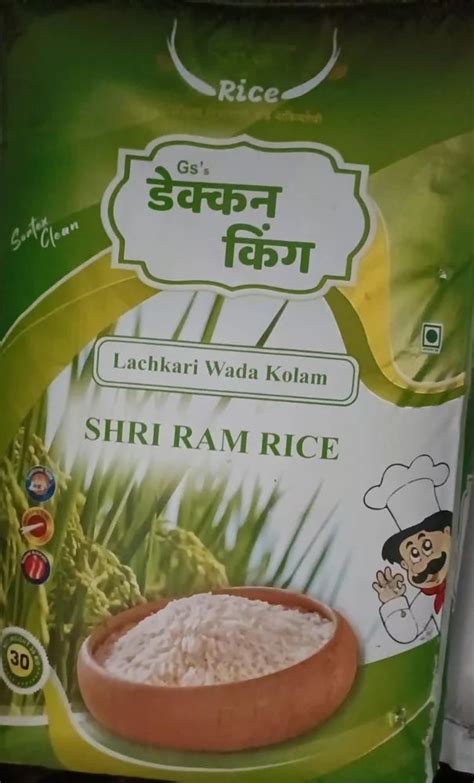 Rice
Gs's
डेक्कन
किंग
Sortex
Clean
Lachkari Wada Kolam
SHRI RAM RICE
30